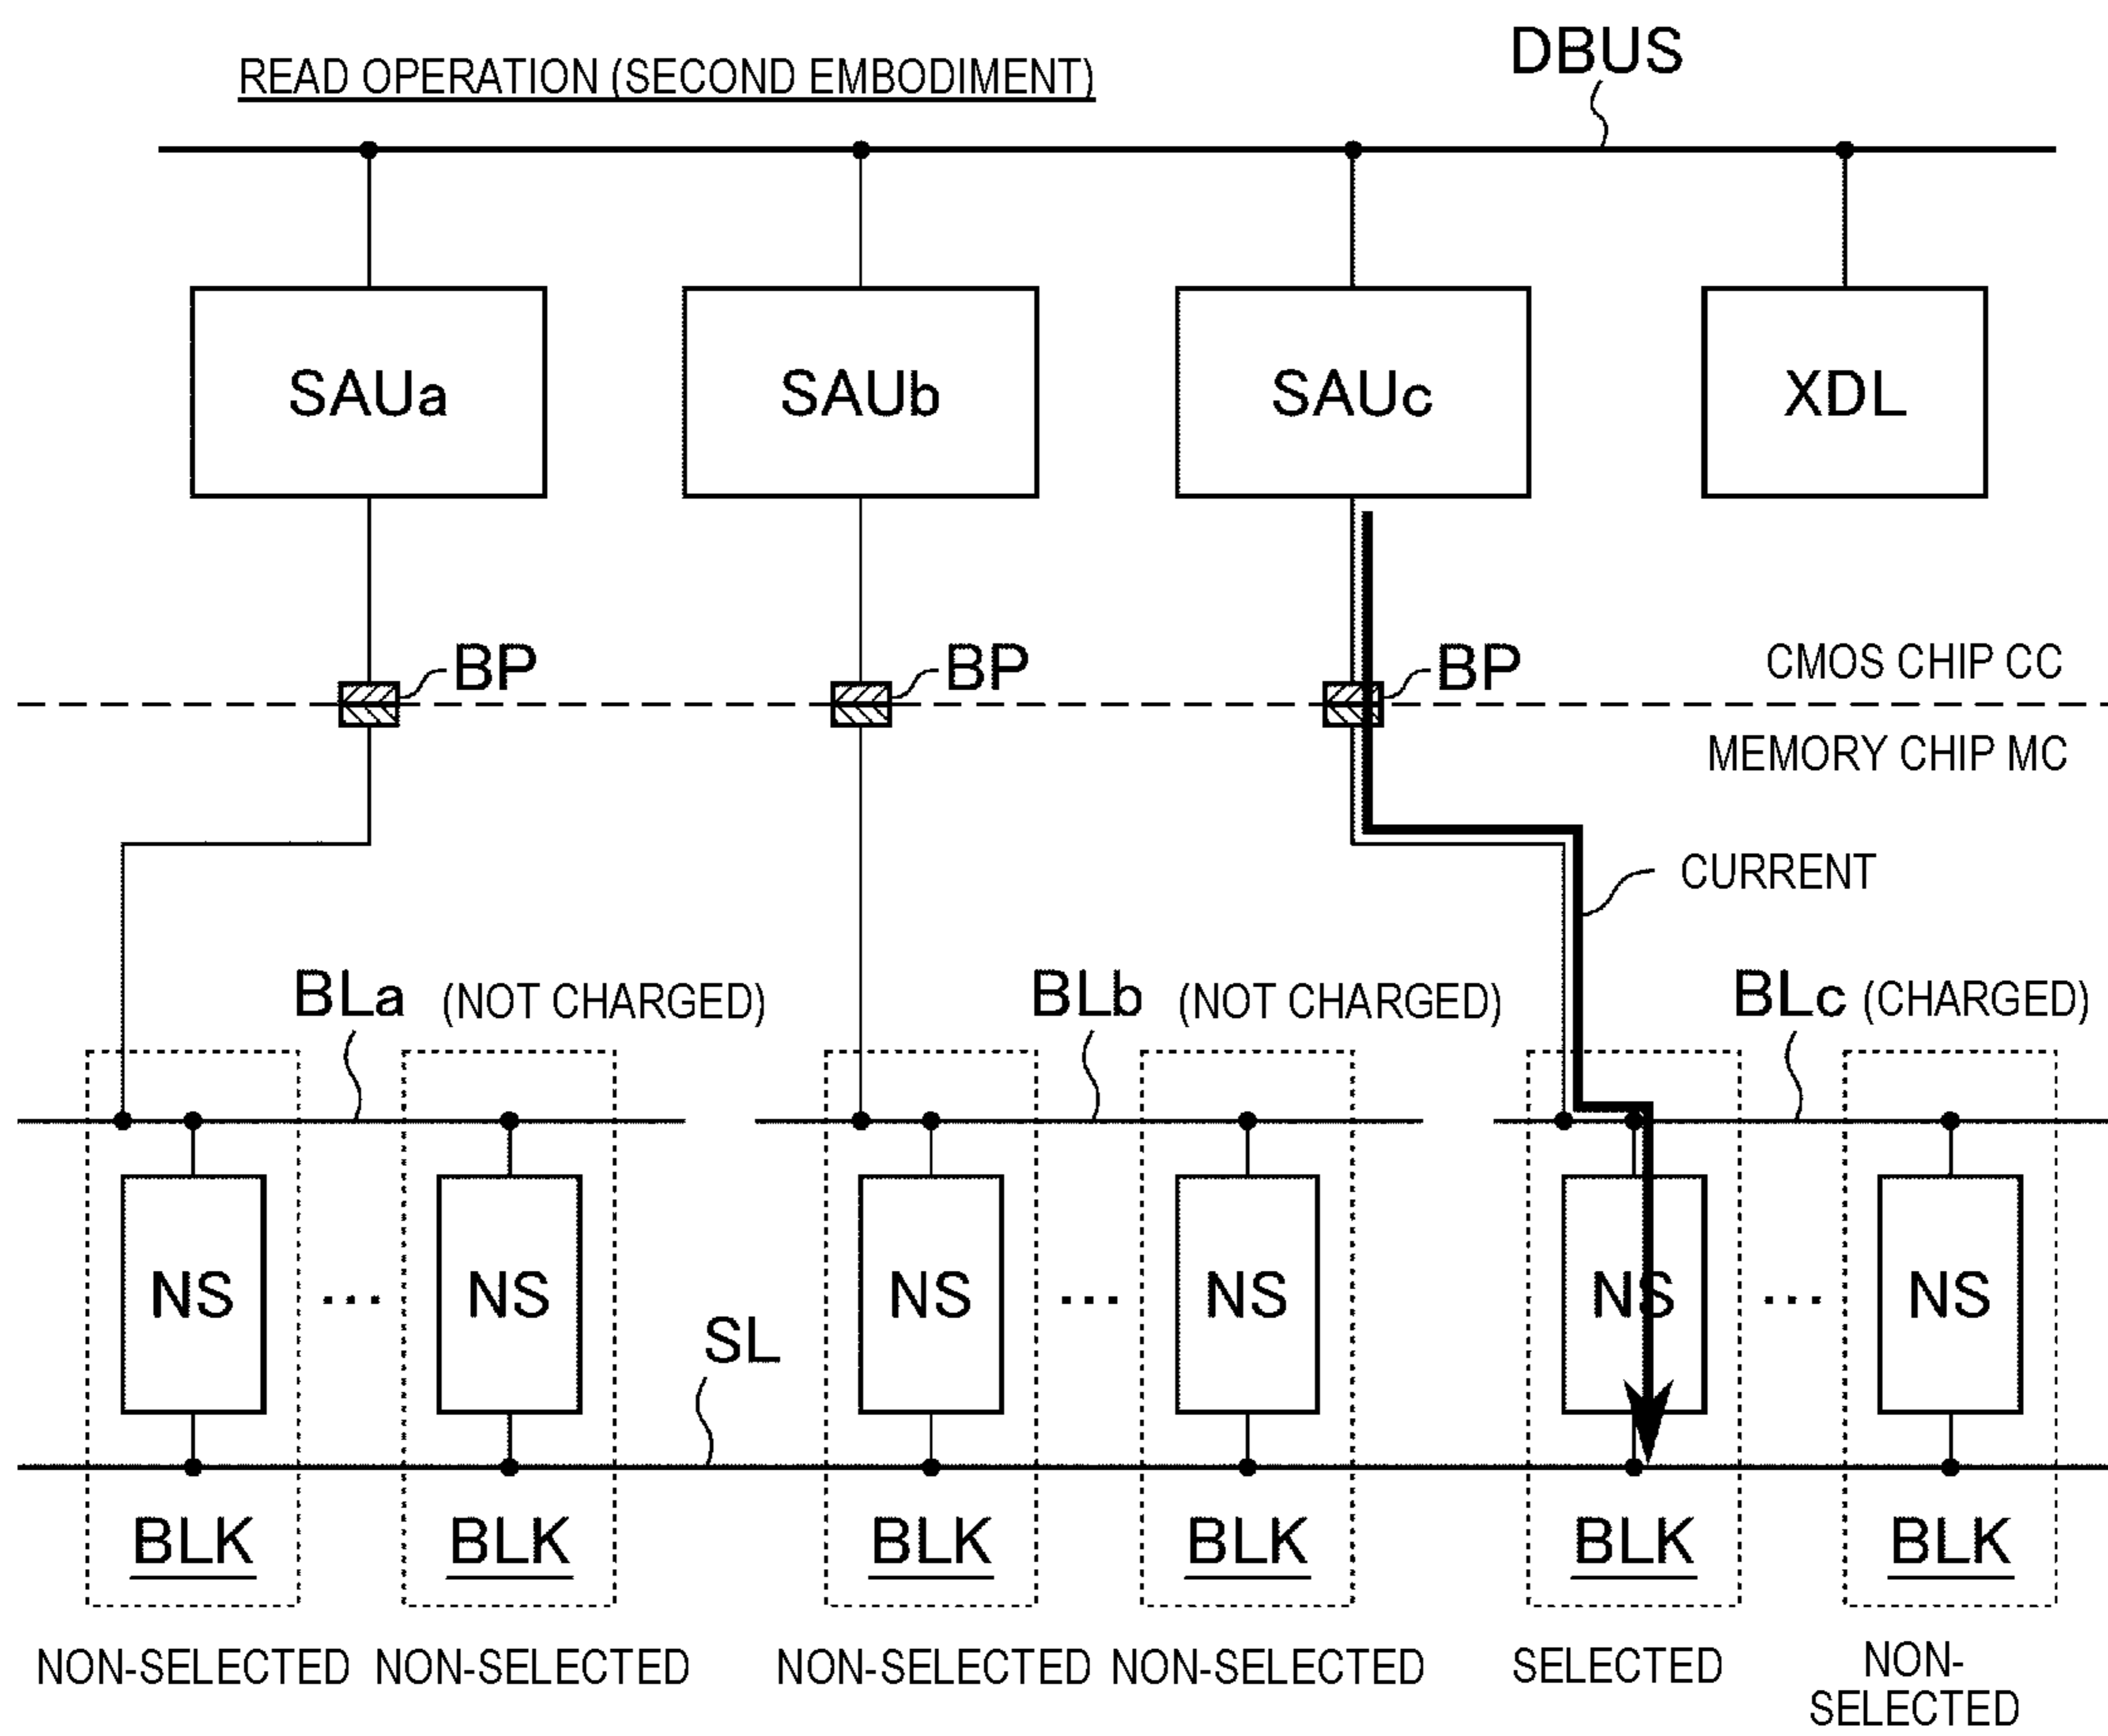 DBUS
READ OPERATION (SECOND EMBODIMENT)
SAUa
SAUb
SAUc
XDL
BP
BP
BP
CMOS CHIP CC
MEMORY CHIP MC
CURRENT
BLa (NOT CHARGED)
BLb (NOT CHARGED)
BLc (CHARGED)
NS
...
NS
NS
...
NS
NS
...
NS
SL
BLK
BLK
BLK
BLK
BLK
BLK
NON-SELECTED
NON-SELECTED
NON-SELECTED
NON-SELECTED
SELECTED
NON-
SELECTED